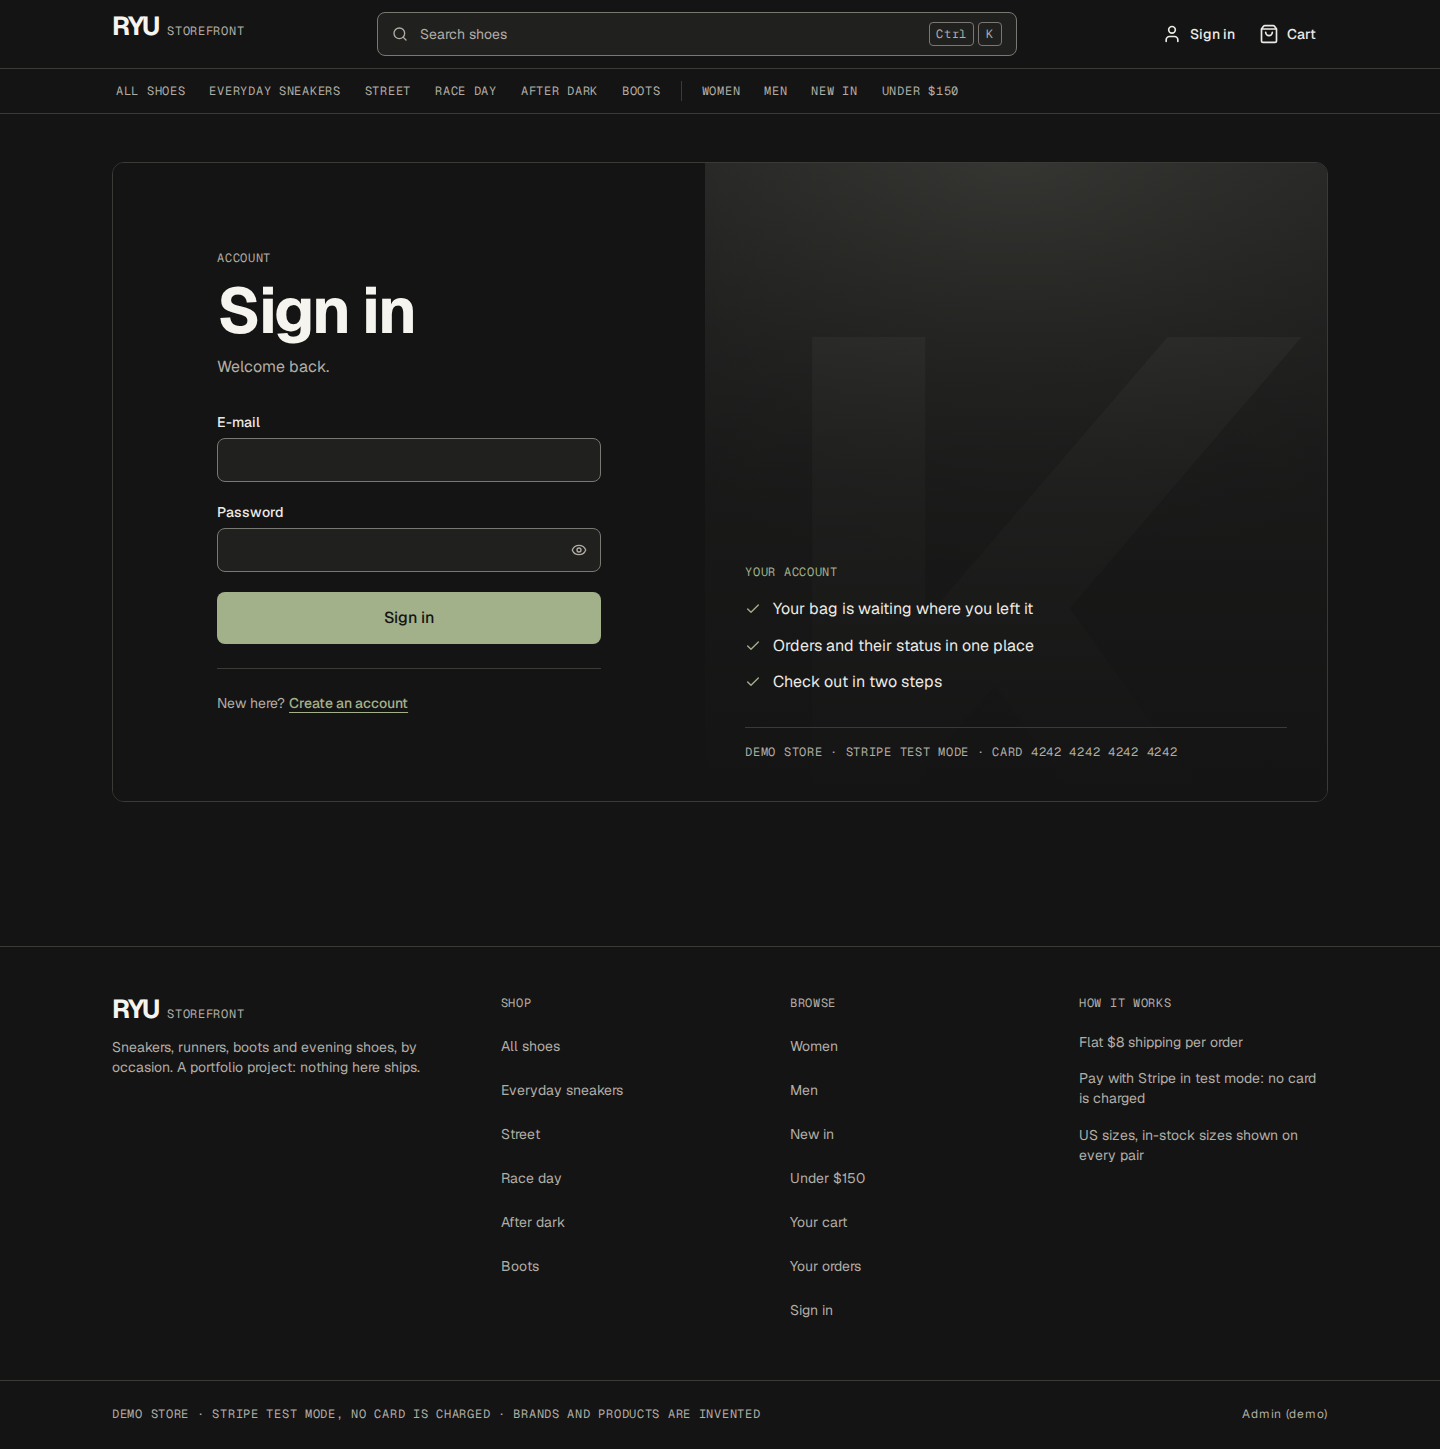 RYU STOREFRONT
Search shoes
Ctrl K
Sign in
Cart
ALL SHOES
EVERYDAY SNEAKERS
STREET
RACE DAY
AFTER DARK
BOOTS
WOMEN
MEN
NEW IN
UNDER $150
ACCOUNT
Sign in
Welcome back.
E-mail
Password
Sign in
New here? Create an account
K
YOUR ACCOUNT
Your bag is waiting where you left it
Orders and their status in one place
Check out in two steps
DEMO STORE · STRIPE TEST MODE · CARD 4242 4242 4242 4242
RYU STOREFRONT
Sneakers, runners, boots and evening shoes, by
occasion. A portfolio project: nothing here ships.
SHOP
All shoes
Everyday sneakers
Street
Race day
After dark
Boots
BROWSE
Women
Men
New in
Under $150
Your cart
Your orders
Sign in
HOW IT WORKS
Flat $8 shipping per order
Pay with Stripe in test mode: no card
is charged
US sizes, in-stock sizes shown on
every pair
DEMO STORE · STRIPE TEST MODE, NO CARD IS CHARGED · BRANDS AND PRODUCTS ARE INVENTED
Admin (demo)